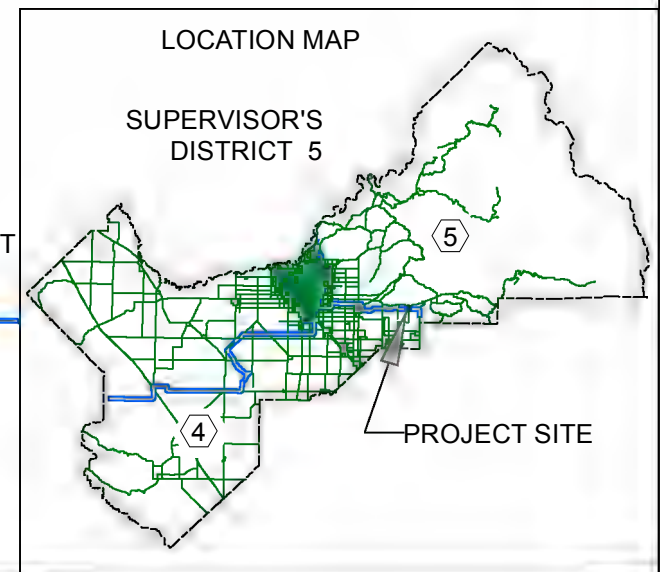 LOCATION MAP
SUPERVISOR'S
DISTRICT 5
T
5
4
PROJECT SITE